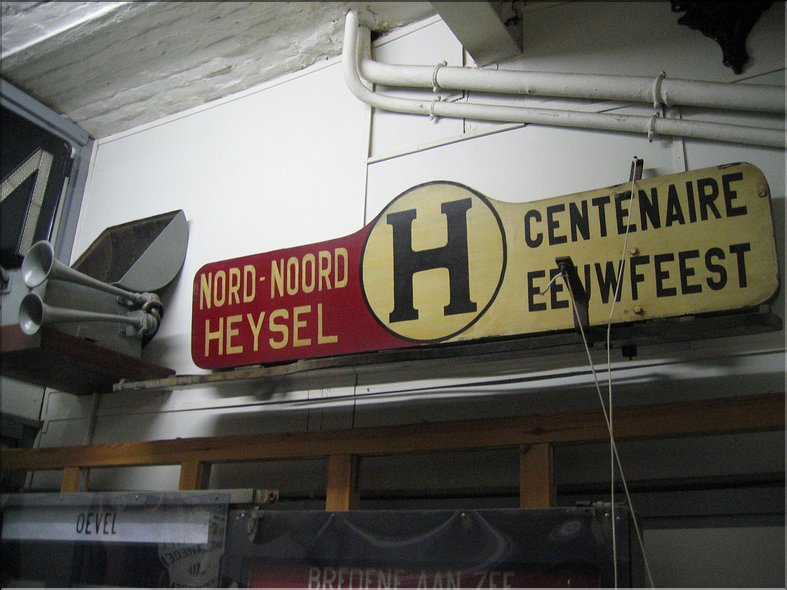 NORD-NOORD
HEYSEL
H
CENTENAIRE
EEUWFEEST
OEVEL
BREDENE AAN ZEE